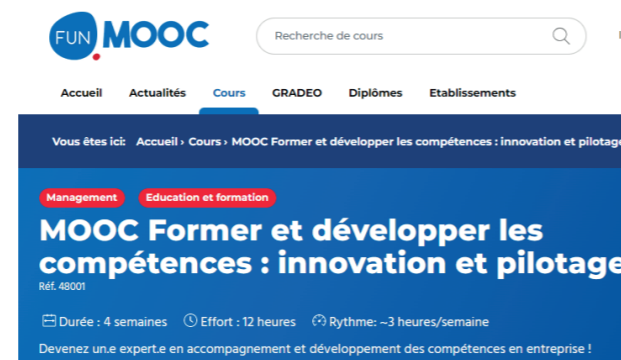 FUN MOOC
Recherche de cours
Accueil Actualités Cours GRADEO Diplômes Etablissements
Vous êtes ici: Accueil › Cours › MOOC Former et développer les compétences : innovation et pilotage
Management Education et formation
MOOC Former et développer les
compétences : innovation et pilotage
Réf. 48001
Durée : 4 semaines Effort : 12 heures Rythme: ~3 heures/semaine
Devenez un.e expert.e en accompagnement et développement des compétences en entreprise !